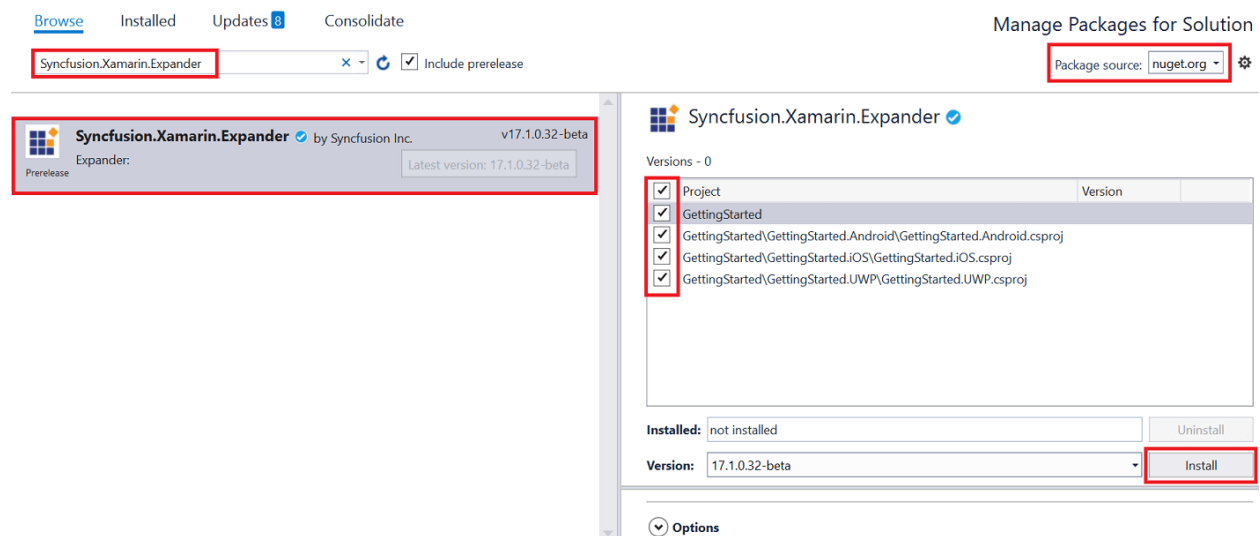 Browse Installed Updates 8 Consolidate
Manage Packages for Solution
Syncfusion.Xamarin.Expander
Include prerelease
Package source: nuget.org
Syncfusion.Xamarin.Expander by Syncfusion Inc. v17.1.0.32-beta
Expander:
Latest version: 17.1.0.32-beta
Prerelease
Syncfusion.Xamarin.Expander
Versions - 0
Project Version
GettingStarted
GettingStarted\GettingStarted.Android\GettingStarted.Android.csproj
GettingStarted\GettingStarted.iOS\GettingStarted.iOS.csproj
GettingStarted\GettingStarted.UWP\GettingStarted.UWP.csproj
Installed: not installed Uninstall
Version: 17.1.0.32-beta Install
Options